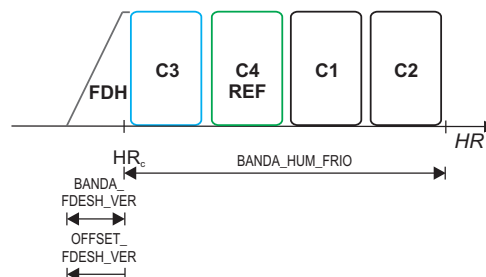 C3
C4
REF
C1
C2
FDH
HR
HRc
BANDA_HUM_FRIO
BANDA_
FDESH_VER
OFFSET_
FDESH_VER